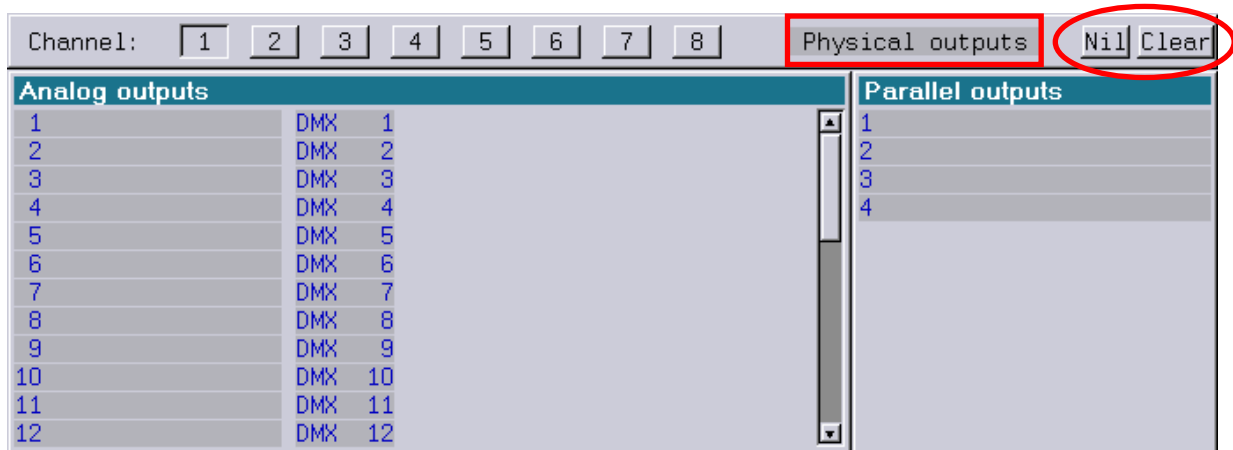 Channel: 1 2 3 4 5 6 7 8 Physical outputs Nil Clear
Analog outputs Parallel outputs
1 DMX 1 1
2 DMX 2 2
3 DMX 3 3
4 DMX 4 4
5 DMX 5
6 DMX 6
7 DMX 7
8 DMX 8
9 DMX 9
10 DMX 10
11 DMX 11
12 DMX 12